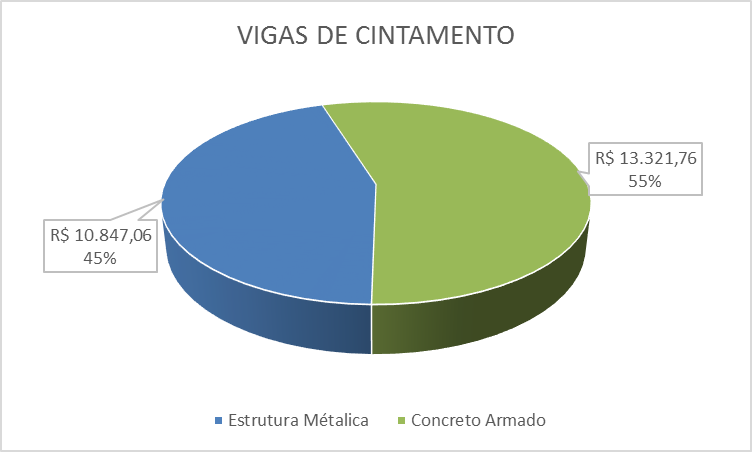 VIGAS DE CINTAMENTO
R$ 13.321,76
55%
R$ 10.847,06
45%
Estrutura Métalica
Concreto Armado